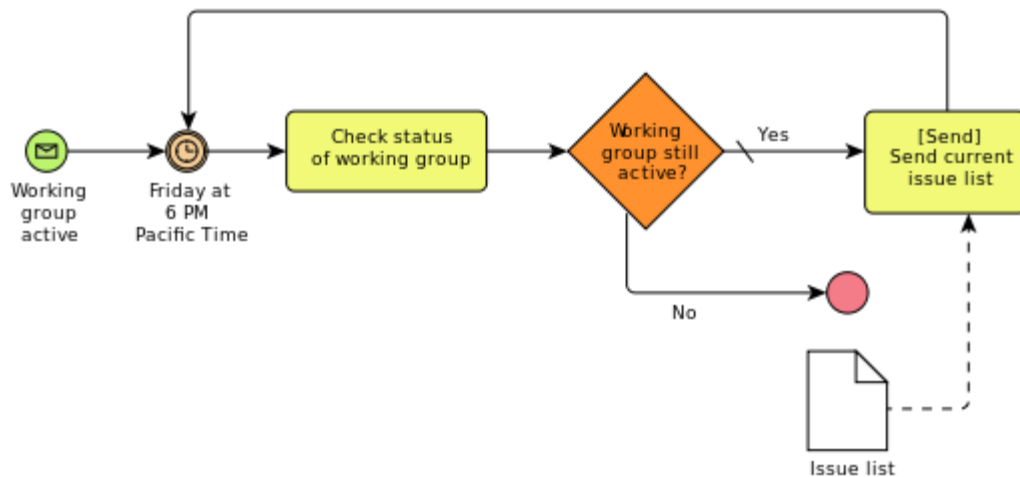 Working
group
active
Friday at
6 PM
Pacific Time
Check status
of working group
Working
group still
active?
Yes
[Send]
Send current
issue list
No
Issue list